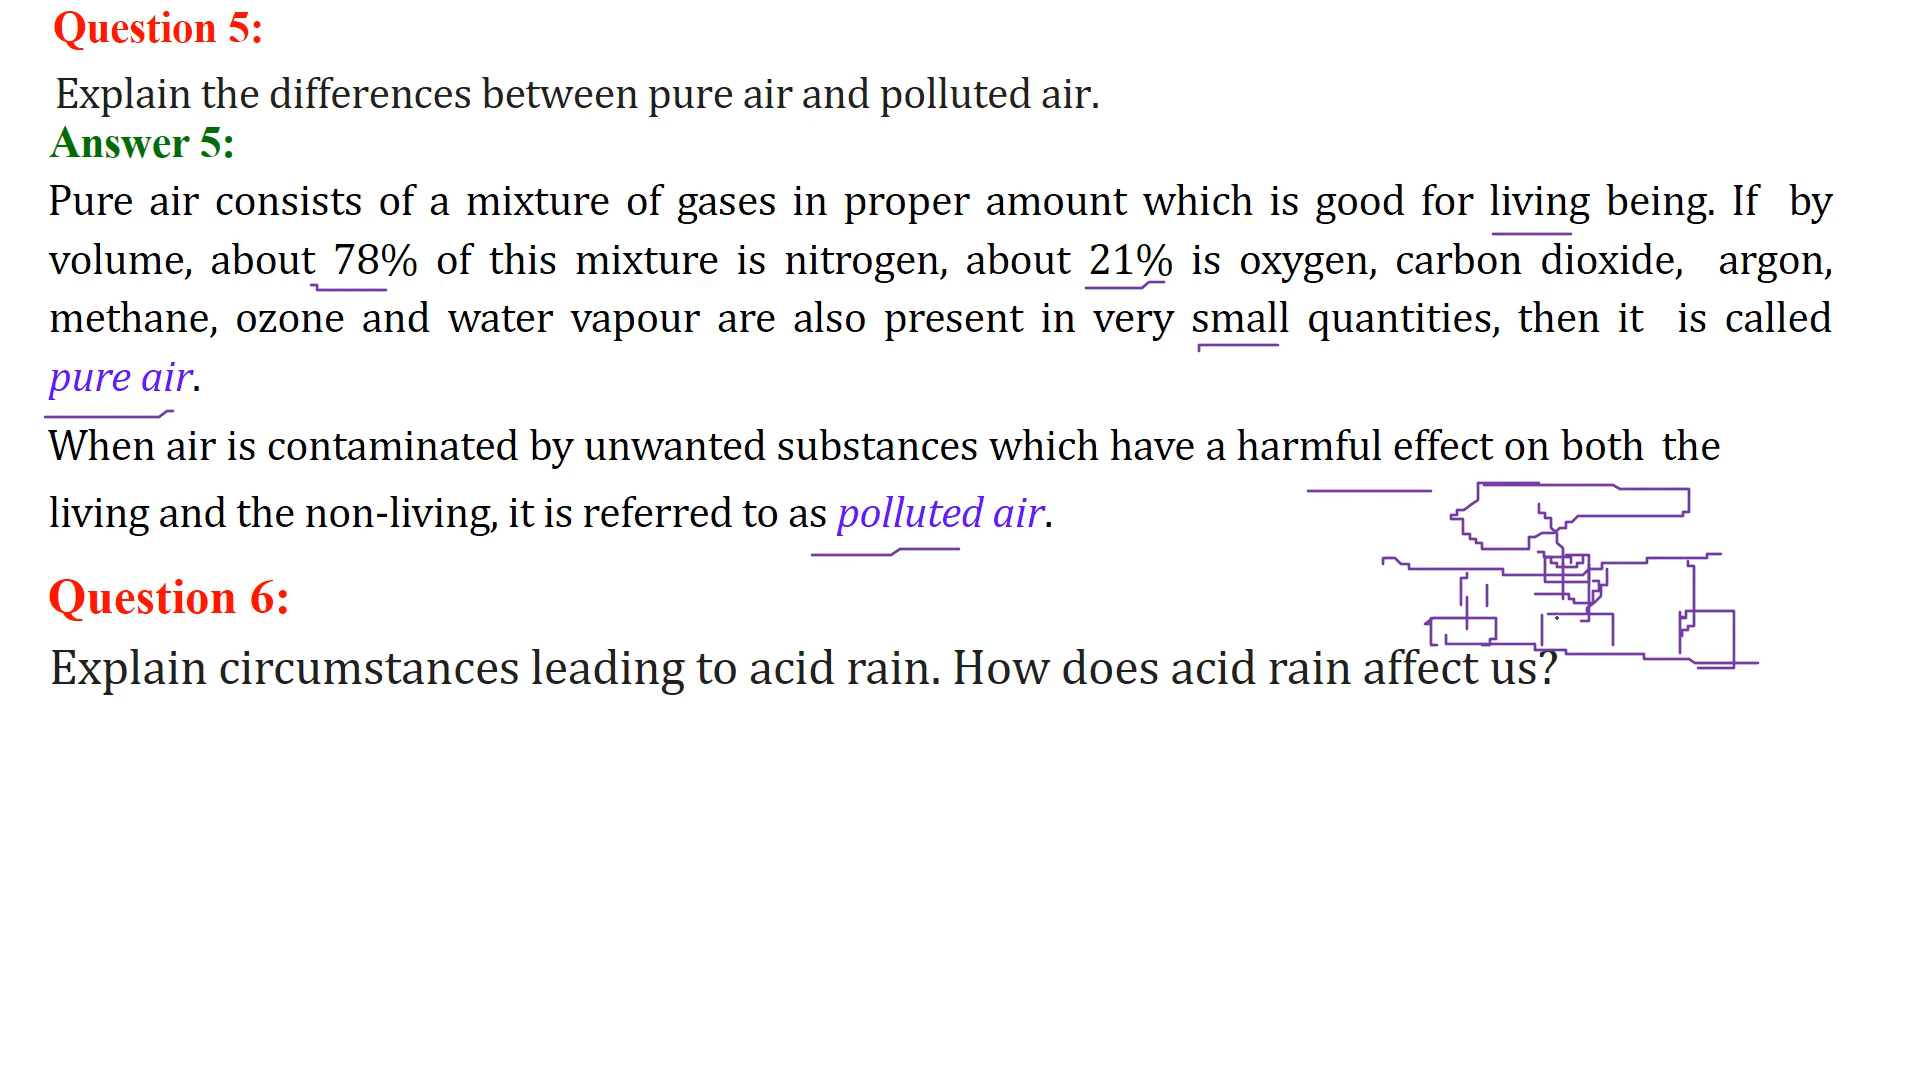 Question 5:
Explain the differences between pure air and polluted air.
Answer 5:
Pure air consists of a mixture of gases in proper amount which is good for living being. If by
volume, about 78% of this mixture is nitrogen, about 21% is oxygen, carbon dioxide, argon,
methane, ozone and water vapour are also present in very small quantities, then it is called
pure air.
When air is contaminated by unwanted substances which have a harmful effect on both the
living and the non-living, it is referred to as polluted air.
Question 6:
Explain circumstances leading to acid rain. How does acid rain affect us?